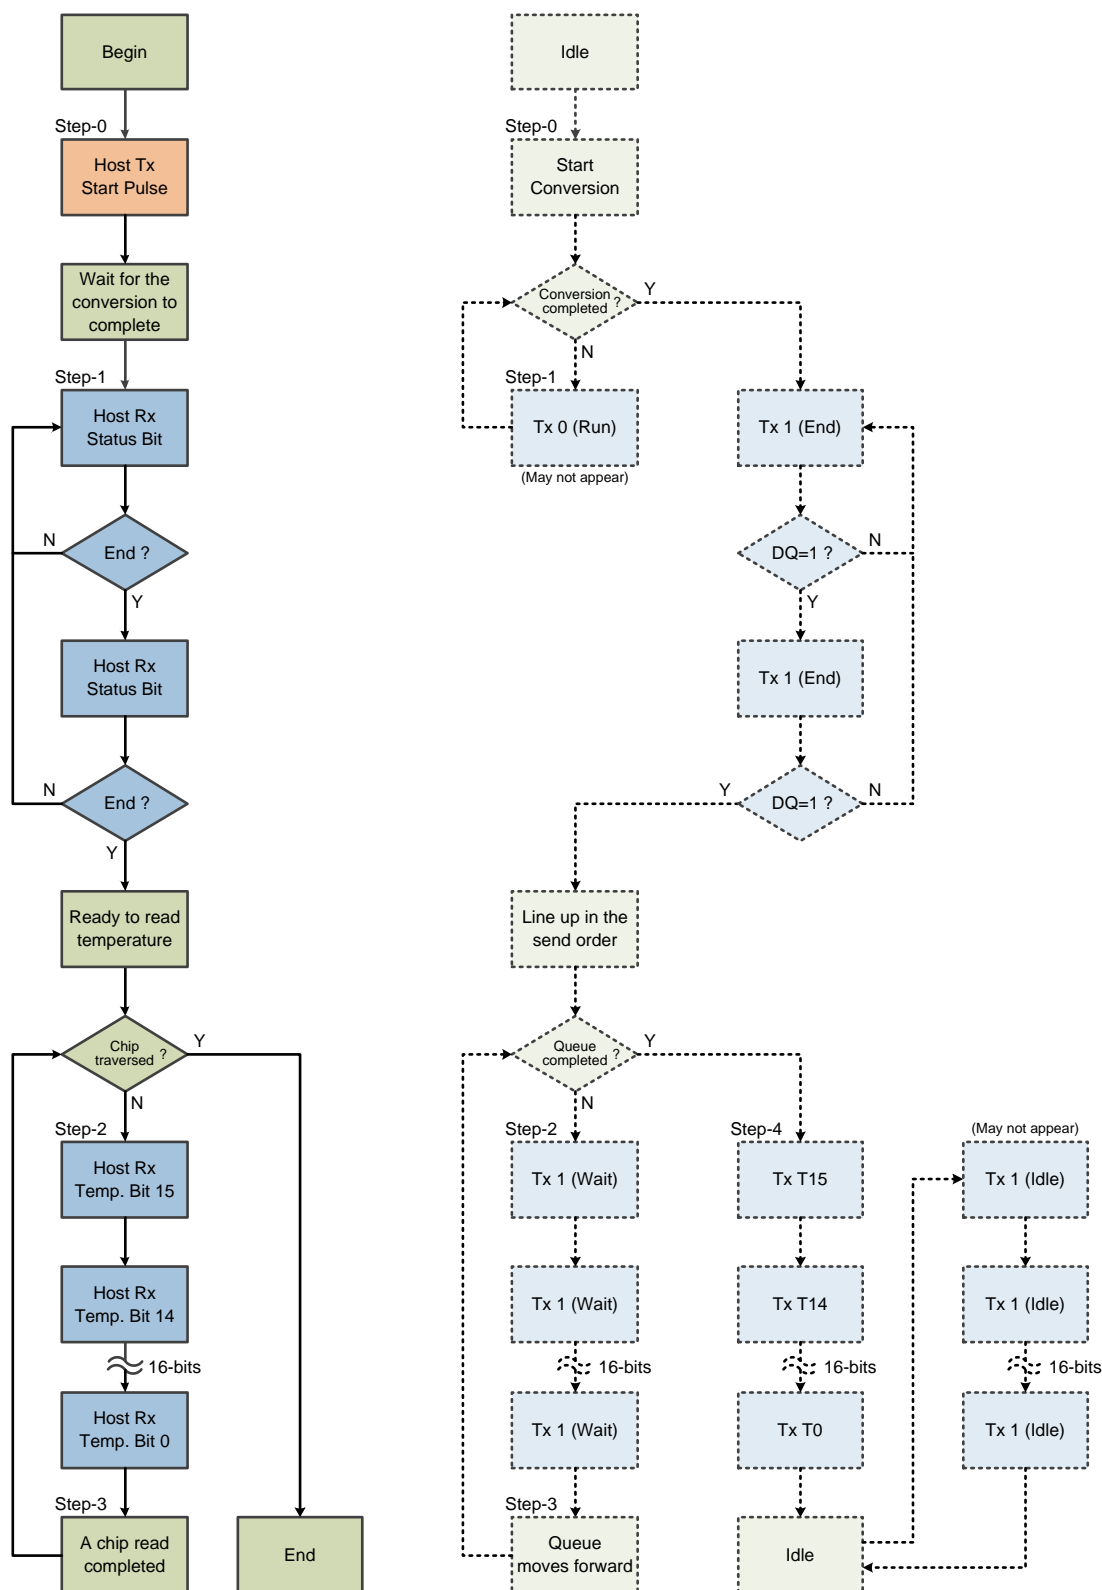 Begin
Step-0
Host Tx
Start Pulse
Wait for the
conversion to
complete
Step-1
Host Rx
Status Bit
N
End ?
Y
Host Rx
Status Bit
N
End ?
Y
Ready to read
temperature
Chip
traversed ?
Y
N
Step-2
Host Rx
Temp. Bit 15
Host Rx
Temp. Bit 14
16-bits
Host Rx
Temp. Bit 0
Step-3
A chip read
completed
End
Idle
Step-0
Start
Conversion
Conversion
completed ?
Y
N
Step-1
Tx 0 (Run)
(May not appear)
Tx 1 (End)
DQ=1 ?
N
Y
Tx 1 (End)
Y
DQ=1 ?
N
Line up in the
send order
Queue
completed ?
Y
N
Step-2
Tx 1 (Wait)
Tx 1 (Wait)
16-bits
Tx 1 (Wait)
Step-3
Queue
moves forward
Step-4
Tx T15
Tx T14
16-bits
Tx T0
Idle
(May not appear)
Tx 1 (Idle)
Tx 1 (Idle)
16-bits
Tx 1 (Idle)